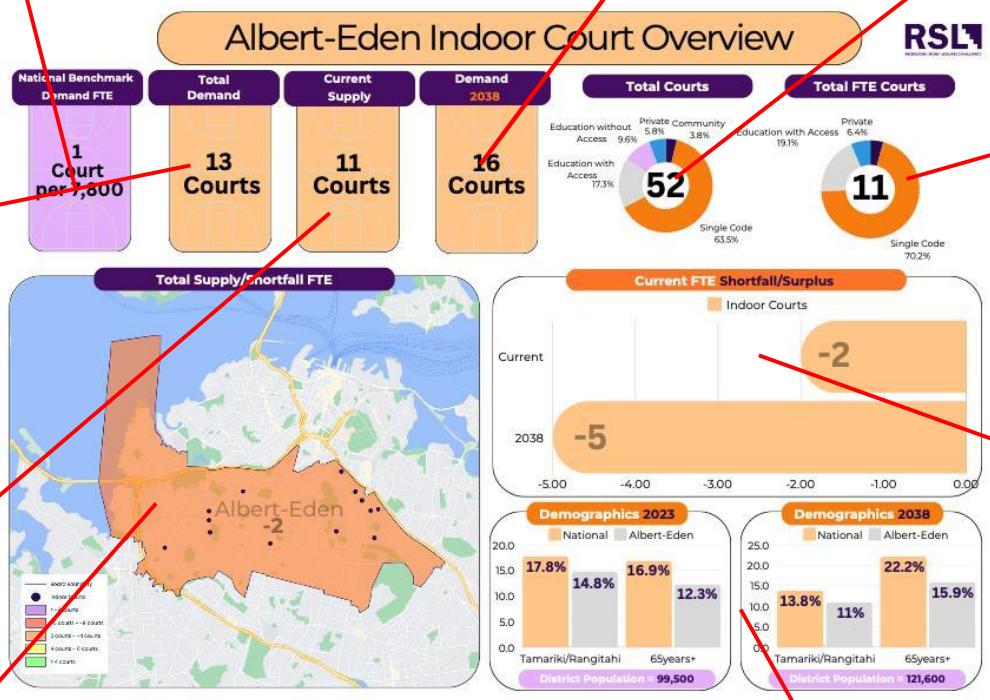 Albert-Eden Indoor Court Overview
RSL
National Benchmark
Demand FTE
1
Court
per 7,800
Total
Demand
13
Courts
Current
Supply
11
Courts
Demand
2038
16
Courts
Total Courts
Education without
Access 9.6%
Private
5.8%
Community
3.8%
Education with
Access
17.3%
52
Single Code
63.5%
Total FTE Courts
Private
6.4%
Education with Access
19.1%
11
Single Code
70.2%
Total Supply/Shortfall FTE
Albert-Eden
-2
Current FTE Shortfall/Surplus
Indoor Courts
Current
-2
2038
-5
-5.00 -4.00 -3.00 -2.00 -1.00 0.00
Demographics 2023
National Albert-Eden
20.0
15.0
10.0
5.0
0.0
17.8% 14.8% 16.9% 12.3%
Tamariki/Rangitahi 65years+
District Population = 99,500
Demographics 2038
National Albert-Eden
25.0
20.0
15.0
10.0
5.0
0.0
13.8% 11% 22.2% 15.9%
Tamariki/Rangitahi 65years+
District Population = 121,600